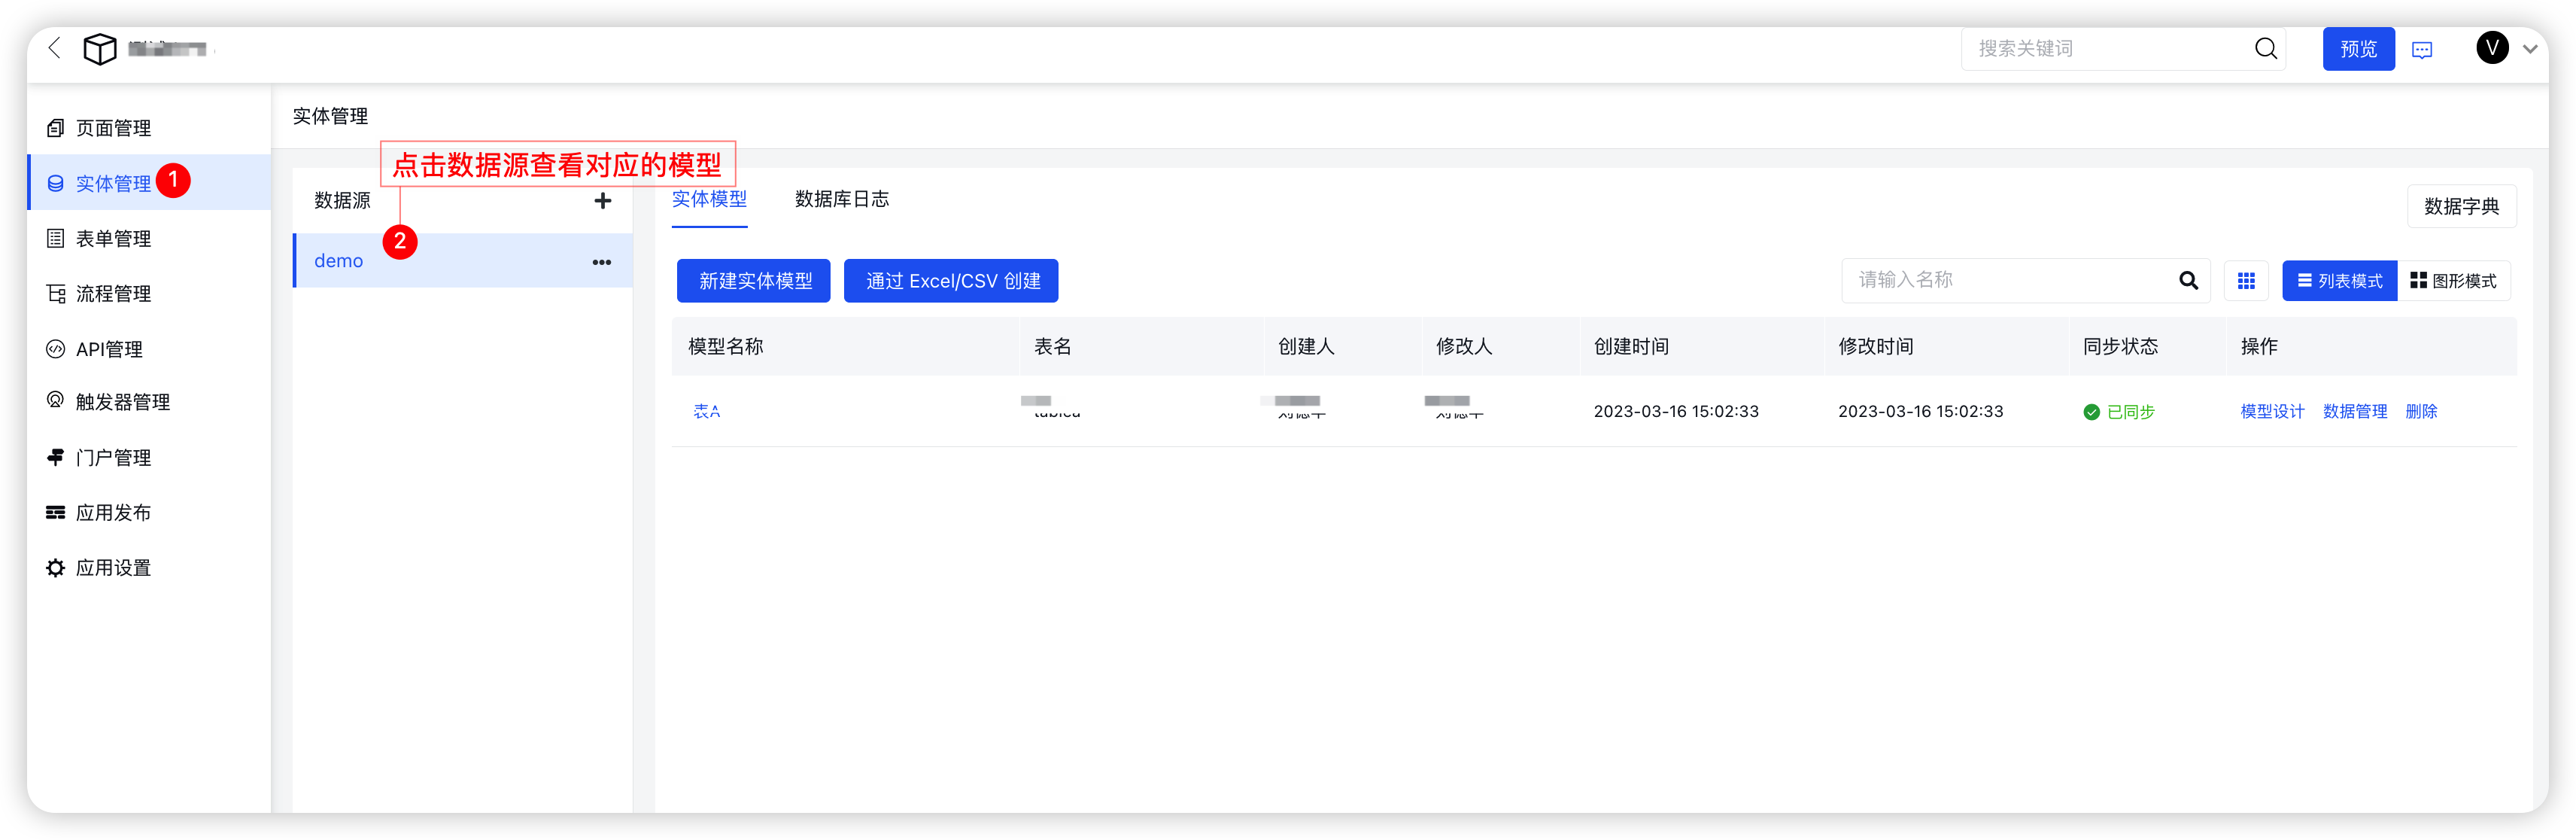 搜索关键词
预览
V
页面管理
实体管理
1
表单管理
流程管理
API管理
触发器管理
门户管理
应用发布
应用设置
实体管理
点击数据源查看对应的模型
数据源
2
demo
实体模型 数据库日志
数据字典
新建实体模型 通过 Excel/CSV 创建
请输入名称
列表模式 图形模式
模型名称 表名 创建人 修改人 创建时间 修改时间 同步状态 操作
表A 2023-03-16 15:02:33 2023-03-16 15:02:33 已同步 模型设计 数据管理 删除